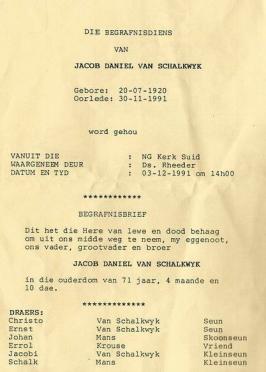 DIE BEGRAFNISDIENS
VAN
JACOB DANIEL VAN SCHALKWYK
Gebore: 20-07-1920
Oorlede: 30-11-1991
word gehou
VANUIT DIE : NG Kerk Suid
WAARGENEEM DEUR : Ds. Rheeder
DATUM EN TYD : 03-12-1991 om 14h00
************
BEGRAFNISBRIEF
Dit het die Here van lewe en dood behaag
om uit ons midde weg te neem, my eggenoot,
ons vader, grootvader en broer
JACOB DANIEL VAN SCHALKWYK
in die ouderdom van 71 jaar, 4 maande en
10 dae.
*************
DRAERS:
Christo Van Schalkwyk Seun
Ernst Van Schalkwyk Seun
Johan Mans Skoonseun
Errol Krouse Vriend
Jacobi Van Schalkwyk Kleinseun
Schalk Mans Kleinseun